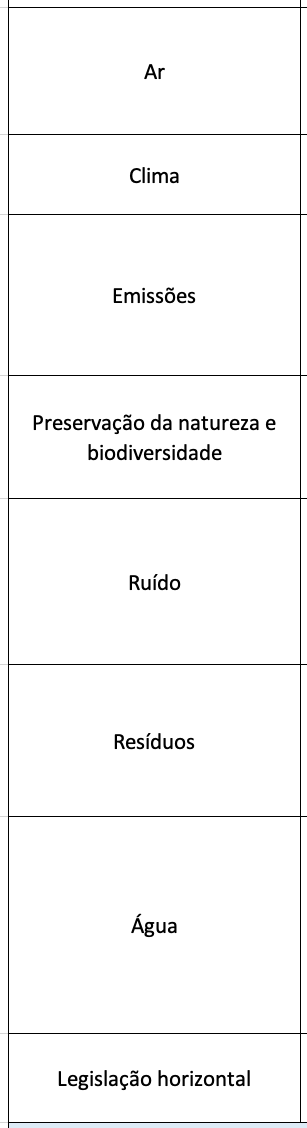 Ar
Clima
Emissões
Preservação da natureza e
biodiversidade
Ruído
Resíduos
Água
Legislação horizontal